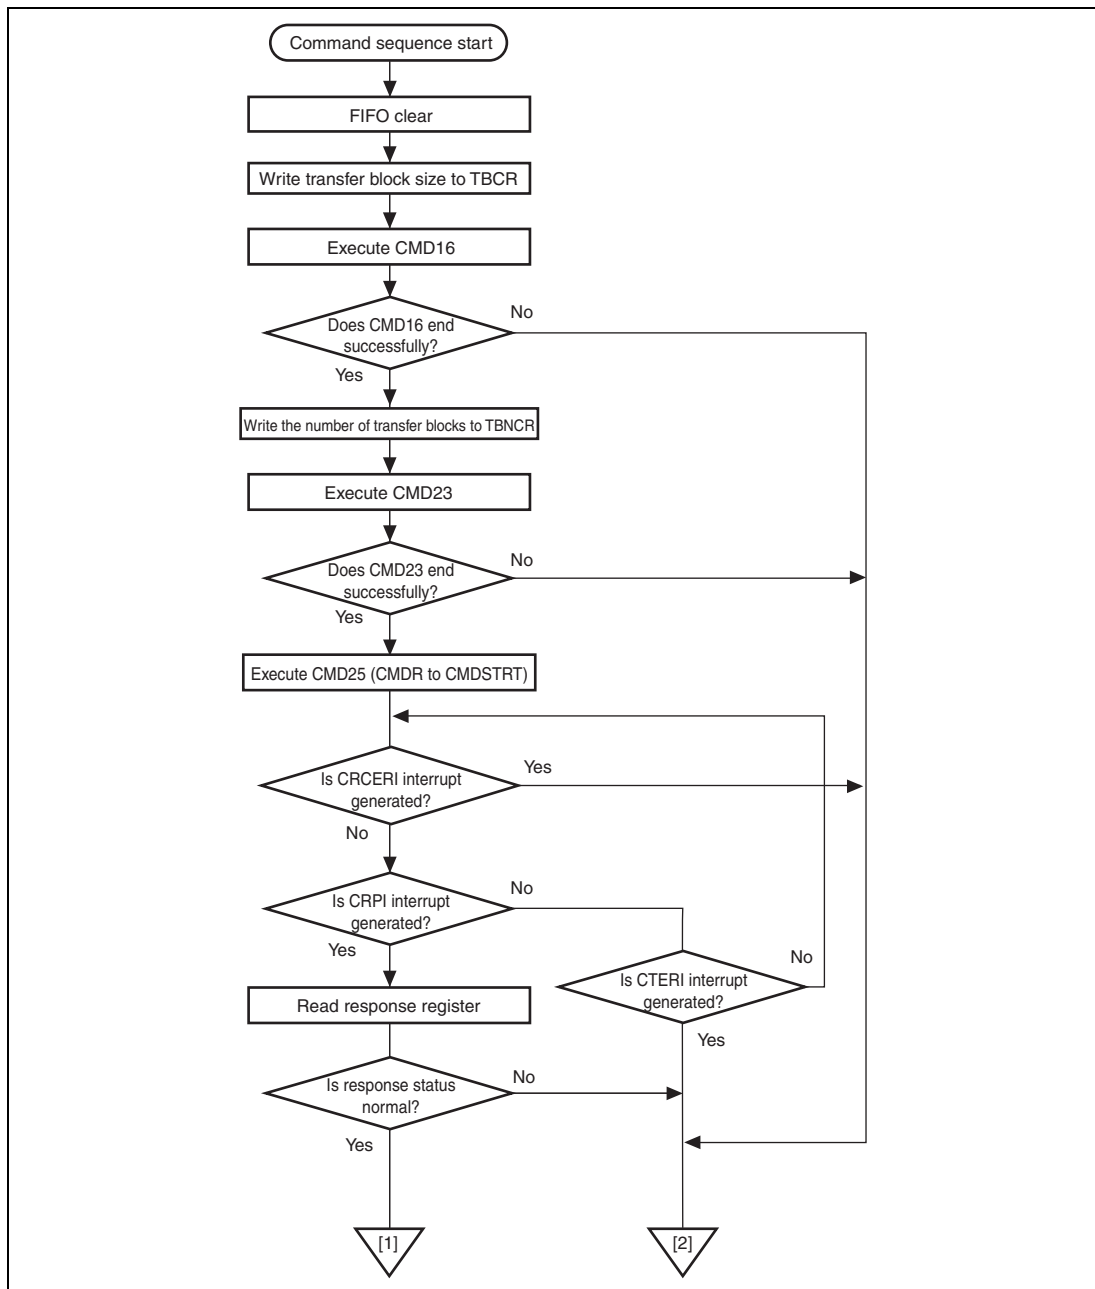 Command sequence start
FIFO clear
Write transfer block size to TBCR
Execute CMD16
No
Does CMD16 end
successfully?
Yes
Write the number of transfer blocks to TBNCR
Execute CMD23
No
Does CMD23 end
successfully?
Yes
Execute CMD25 (CMDR to CMDSTRT)
Yes
Is CRCERI interrupt
generated?
No
No
Is CRPI interrupt
generated?
Yes
No
Is CTERI interrupt
generated?
Read response register
Yes
No
Is response status
normal?
Yes
[1]
[2]